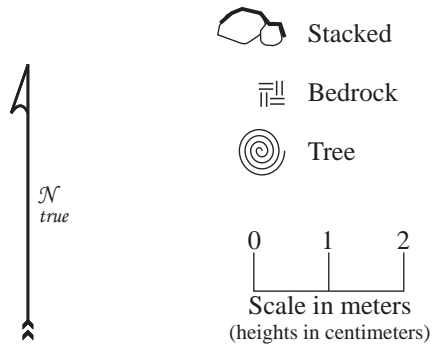 Stacked
Bedrock
Tree
N
true
0 1 2
Scale in meters
(heights in centimeters)